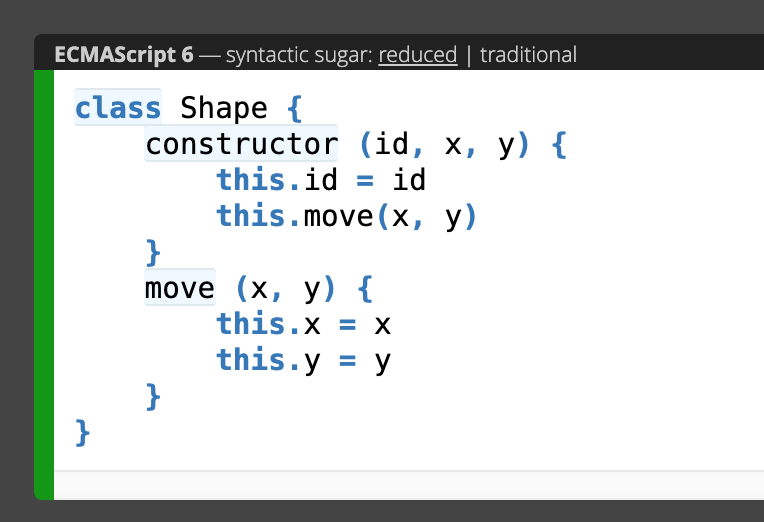 ECMAScript 6 — syntactic sugar: reduced | traditional
class Shape {
    constructor (id, x, y) {
        this.id = id
        this.move(x, y)
    }
    move (x, y) {
        this.x = x
        this.y = y
    }
}